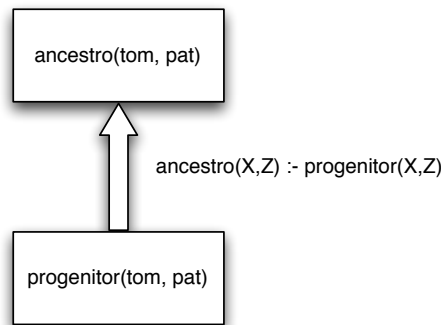 ancestro(tom, pat)
ancestro(X,Z) :- progenitor(X,Z)
progenitor(tom, pat)